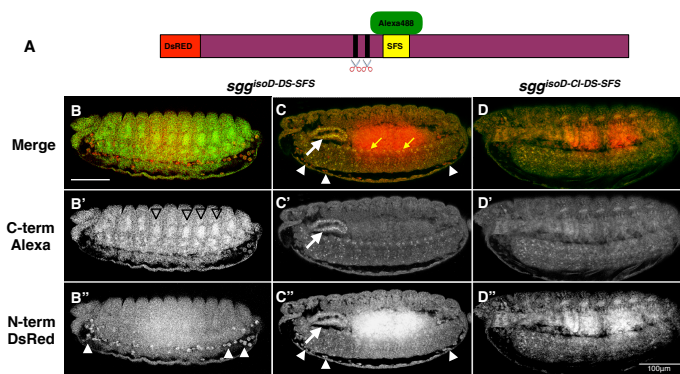 Alexa488
A
DsRED
SFS
sgg^isoD-DS-SFS
sgg^isoD-CI-DS-SFS
B
C
D
Merge
B'
C'
D'
C-term
Alexa
B"
C"
D"
N-term
DsRed
100µm